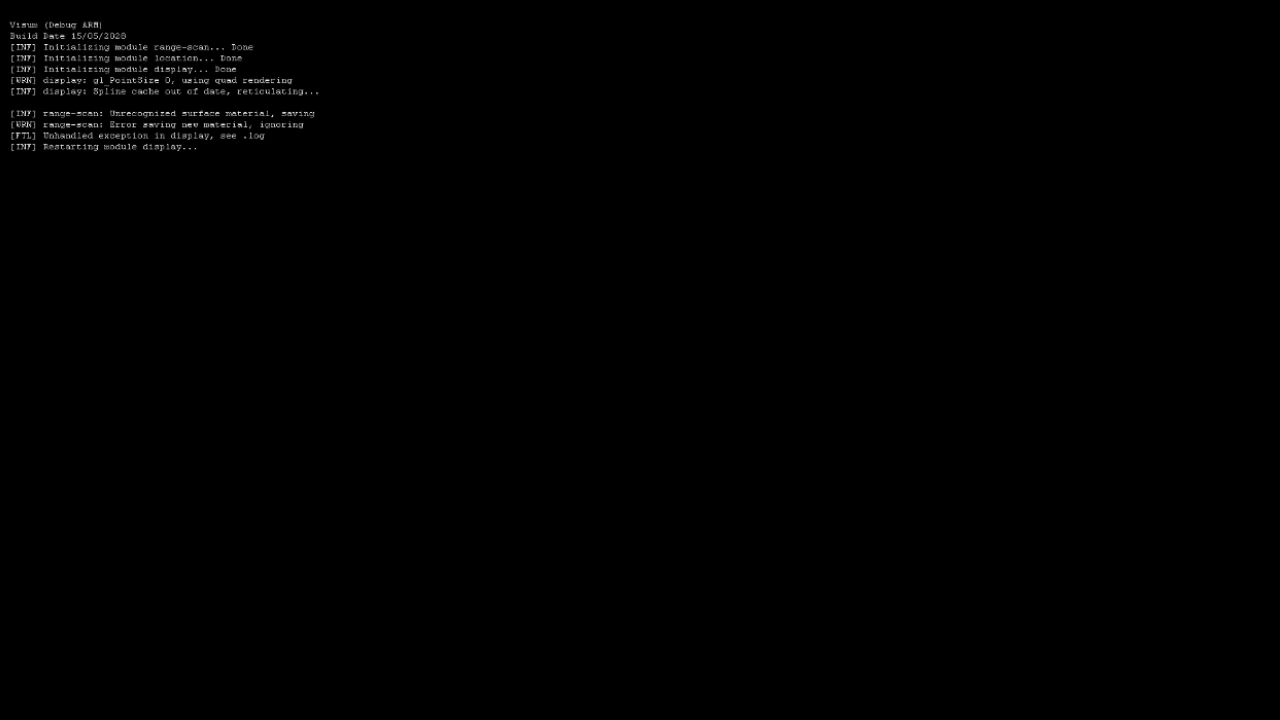 Visum (Debug ARM)
Build Date 15/05/2028
[INF] Initializing module range-scan... Done
[INF] Initializing module location... Done
[INF] Initializing module display... Done
[WRN] display: gl_PointSize 0, using quad rendering
[INF] display: Spline cache out of date, reticulating...
[INF] range-scan: Unrecognized surface material, saving
[WRN] range-scan: Error saving new material, ignoring
[FTL] Unhandled exception in display, see .log
[INF] Restarting module display...